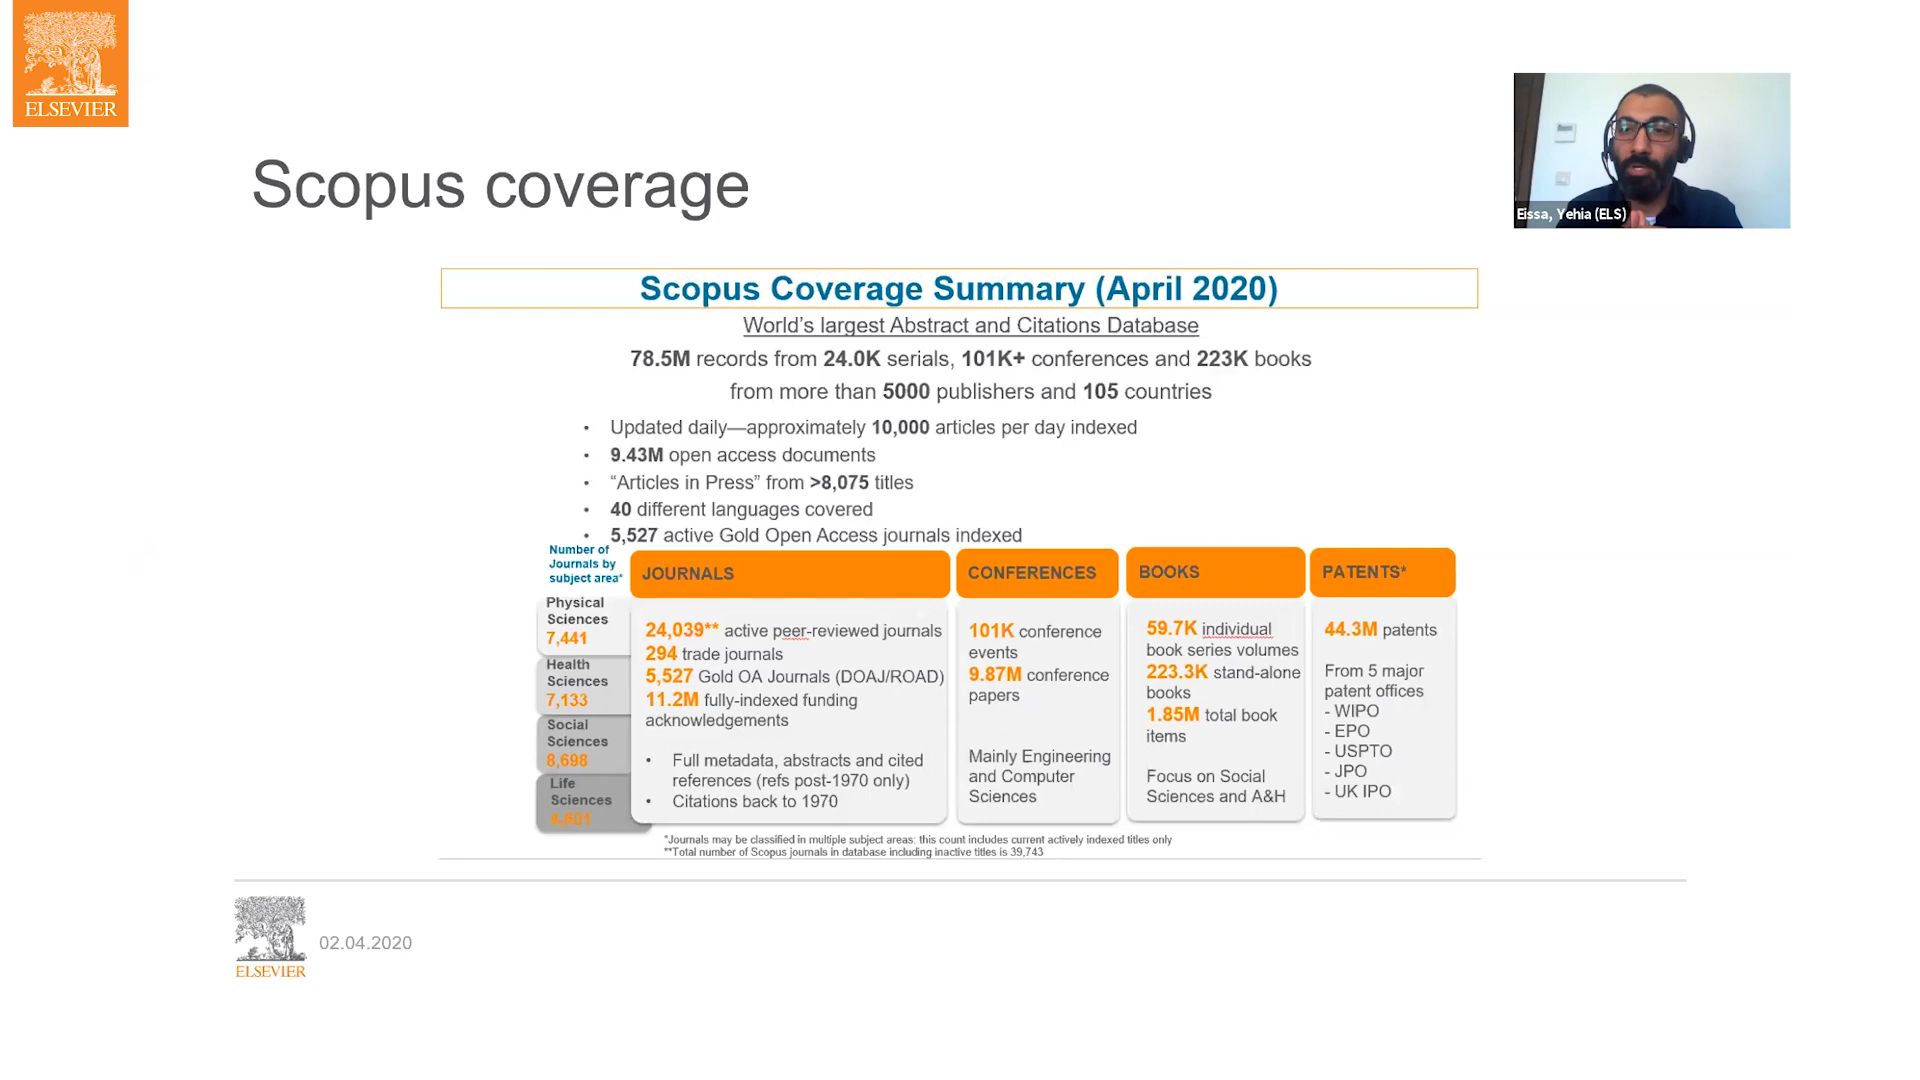 ELSEVIER
Scopus coverage
Eissa, Yehia (ELS)
Scopus Coverage Summary (April 2020)
World's largest Abstract and Citations Database
78.5M records from 24.0K serials, 101K+ conferences and 223K books
from more than 5000 publishers and 105 countries
• Updated daily—approximately 10,000 articles per day indexed
• 9.43M open access documents
• “Articles in Press” from >8,075 titles
• 40 different languages covered
• 5,527 active Gold Open Access journals indexed
Number of
Journals by
subject area*
Physical
Sciences
7,441
Health
Sciences
7,133
Social
Sciences
8,698
Life
Sciences
4,601
JOURNALS
24,039** active peer-reviewed journals
294 trade journals
5,527 Gold OA Journals (DOAJ/ROAD)
11.2M fully-indexed funding
acknowledgements
• Full metadata, abstracts and cited
references (refs post-1970 only)
• Citations back to 1970
CONFERENCES
101K conference
events
9.87M conference
papers
Mainly Engineering
and Computer
Sciences
BOOKS
59.7K individual
book series volumes
223.3K stand-alone
books
1.85M total book
items
Focus on Social
Sciences and A&H
PATENTS*
44.3M patents
From 5 major
patent offices
- WIPO
- EPO
- USPTO
- JPO
- UK IPO
*Journals may be classified in multiple subject areas: this count includes current actively indexed titles only
**Total number of Scopus journals in database including inactive titles is 39,743
ELSEVIER
02.04.2020